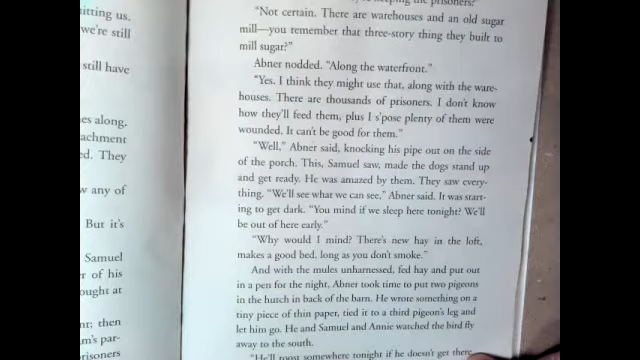 itting us.
we're still
still have
es along.
achment
ed. They
w any of
But it's
Samuel
r of his
ought at
nt; then
m's par-
risoners
keeping the prisoners?"
"Not certain. There are warehouses and an old sugar
mill—you remember that three-story thing they built to
mill sugar?"
Abner nodded. "Along the waterfront."
"Yes. I think they might use that, along with the ware-
houses. There are thousands of prisoners. I don't know
how they'll feed them, plus I s'pose plenty of them were
wounded. It can't be good for them."
"Well," Abner said, knocking his pipe out on the side
of the porch. This, Samuel saw, made the dogs stand up
and get ready. He was amazed by them. They saw every-
thing. "We'll see what we can see," Abner said. It was start-
ing to get dark. "You mind if we sleep here tonight? We'll
be out of here early."
"Why would I mind? There's new hay in the loft,
makes a good bed, long as you don't smoke."
And with the mules unharnessed, fed hay and put out
in a pen for the night, Abner took time to put two pigeons
in the hutch in back of the barn. He wrote something on a
tiny piece of thin paper, tied it to a third pigeon's leg and
let him go. He and Samuel and Annie watched the bird fly
away to the south.
"He'll roost somewhere tonight if he doesn't get there